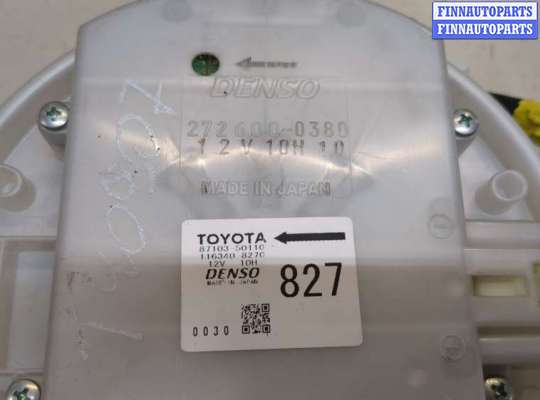 FINNAUTOPARTS
FINNAUTOPARTS
FINNAUTOPARTS
DENSO
272600-0380
12V 10H 10
MADE IN JAPAN
TOYOTA
87103-50110
116340-8270
12V 10H
DENSO
MADE IN JAPAN
827
0030